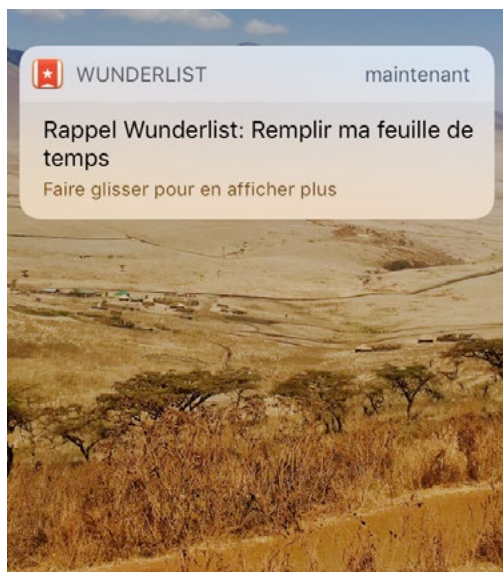 WUNDERLIST
maintenant
Rappel Wunderlist: Remplir ma feuille de
temps
Faire glisser pour en afficher plus